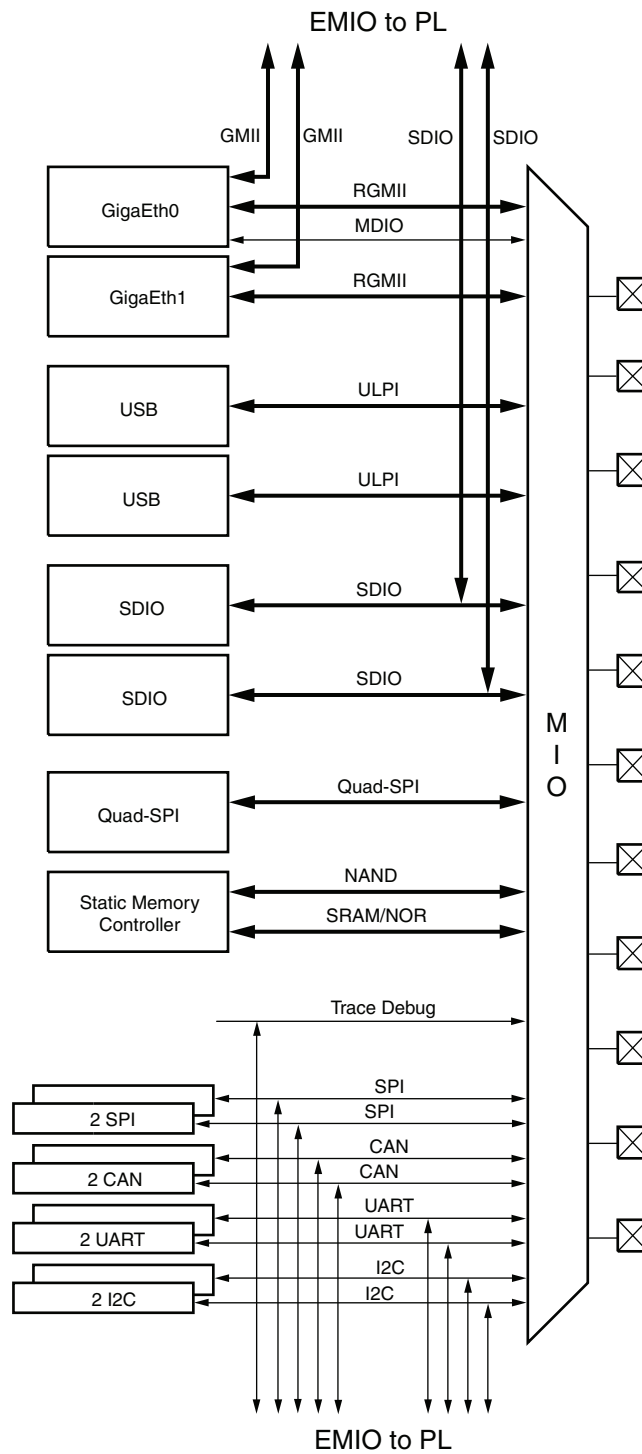 EMIO to PL
GMII
GMII
SDIO
SDIO
GigaEth0
RGMII
MDIO
GigaEth1
RGMII
USB
ULPI
USB
ULPI
SDIO
SDIO
SDIO
SDIO
M
I
O
Quad-SPI
Quad-SPI
Static Memory
Controller
NAND
SRAM/NOR
Trace Debug
SPI
2 SPI
SPI
CAN
2 CAN
CAN
UART
2 UART
UART
I2C
2 I2C
I2C
EMIO to PL